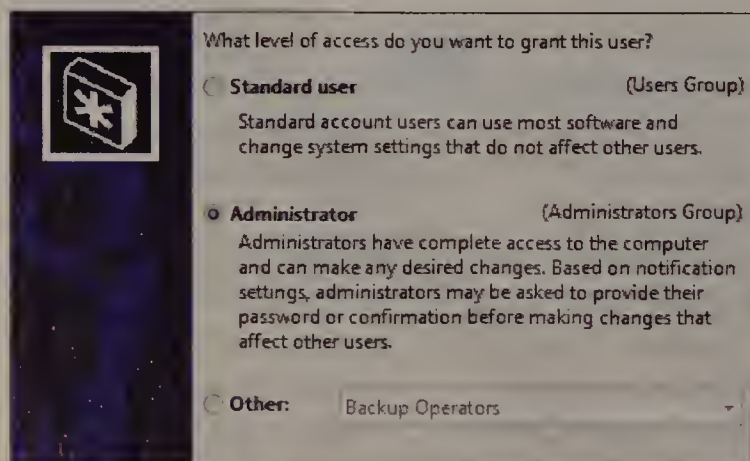 What level of access do you want to grant this user?
Standard user (Users Group)
Standard account users can use most software and
change system settings that do not affect other users.
Administrator (Administrators Group)
Administrators have complete access to the computer
and can make any desired changes. Based on notification
settings, administrators may be asked to provide their
password or confirmation before making changes that
affect other users.
Other: Backup Operators